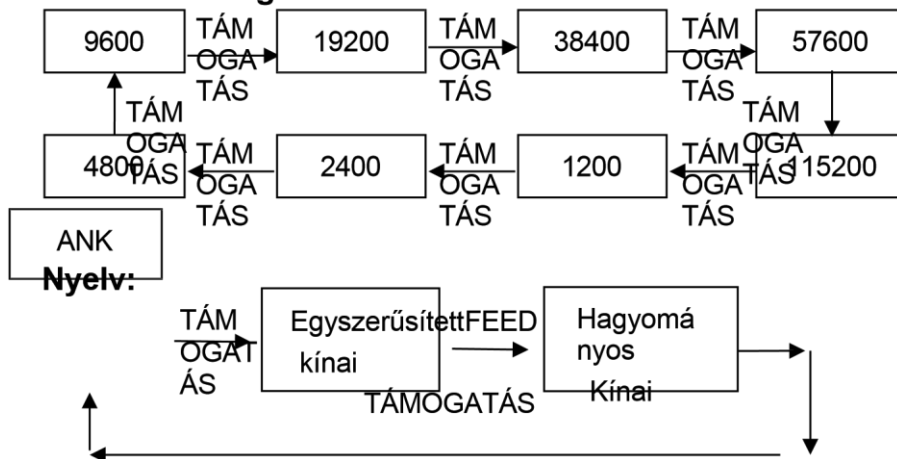 9600
TÁM
OGA
TÁS
19200
TÁM
OGA
TÁS
38400
TÁM
OGA
TÁS
57600
TÁM
OGA
TÁS
TÁM
OGA
TÁS
4800
TÁM
OGA
TÁS
2400
TÁM
OGA
TÁS
1200
TÁM
OGA
TÁS
115200
ANK
Nyelv:
TÁM
OGAT
ÁS
EgyszerűsítettFEED
kínai
TÁMOGATÁS
Hagyomá
nyos
Kínai